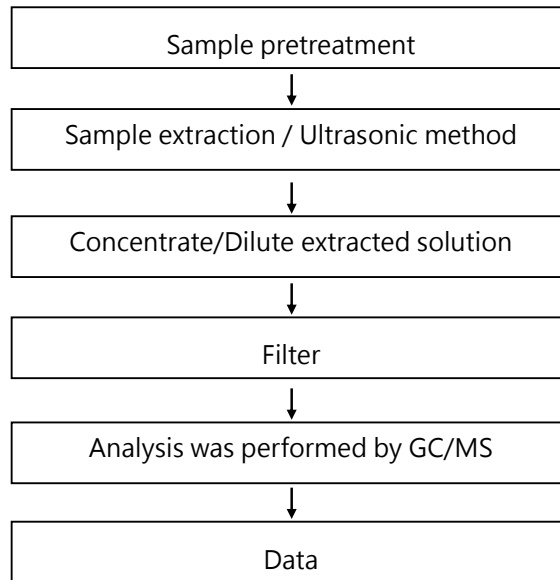 Sample pretreatment
Sample extraction / Ultrasonic method
Concentrate/Dilute extracted solution
Filter
Analysis was performed by GC/MS
Data